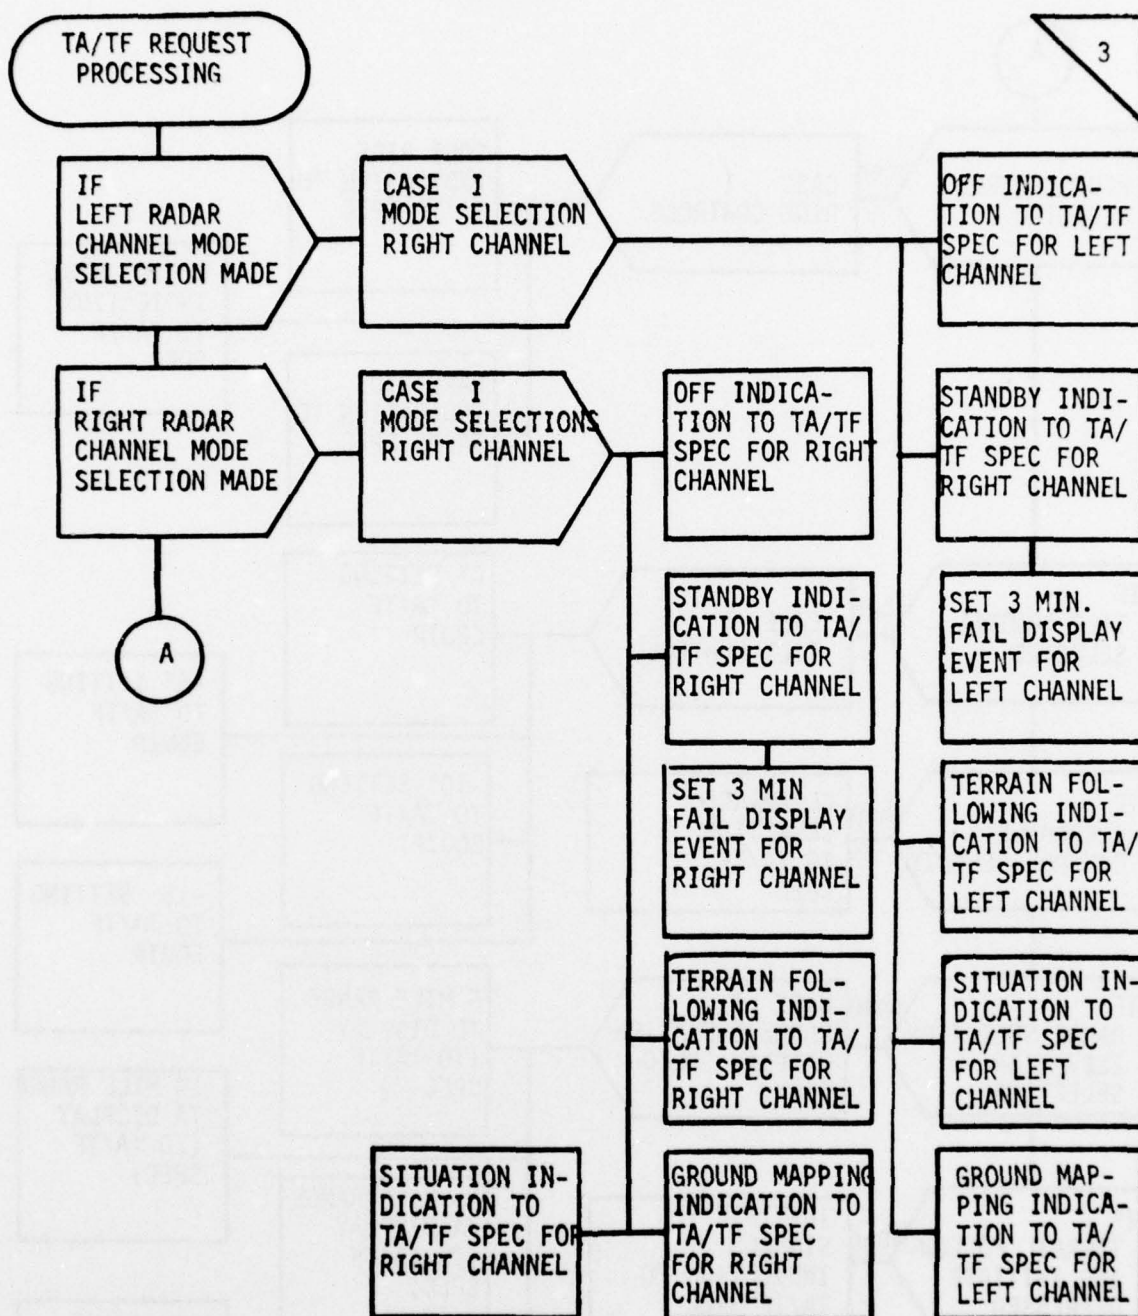 TA/TF REQUEST
PROCESSING
3
IF
LEFT RADAR
CHANNEL MODE
SELECTION MADE
CASE I
MODE SELECTION
RIGHT CHANNEL
OFF INDICA-
TION TO TA/TF
SPEC FOR LEFT
CHANNEL
IF
RIGHT RADAR
CHANNEL MODE
SELECTION MADE
CASE I
MODE SELECTIONS
RIGHT CHANNEL
OFF INDICA-
TION TO TA/TF
SPEC FOR RIGHT
CHANNEL
STANDBY INDI-
CATION TO TA/
TF SPEC FOR
RIGHT CHANNEL
A
STANDBY INDI-
CATION TO TA/
TF SPEC FOR
RIGHT CHANNEL
SET 3 MIN.
FAIL DISPLAY
EVENT FOR
LEFT CHANNEL
SET 3 MIN
FAIL DISPLAY
EVENT FOR
RIGHT CHANNEL
TERRAIN FOL-
LOWING INDI-
CATION TO TA/
TF SPEC FOR
LEFT CHANNEL
TERRAIN FOL-
LOWING INDI-
CATION TO TA/
TF SPEC FOR
RIGHT CHANNEL
SITUATION IN-
DICATION TO
TA/TF SPEC
FOR LEFT
CHANNEL
SITUATION IN-
DICATION TO
TA/TF SPEC FOR
RIGHT CHANNEL
GROUND MAPPING
INDICATION TO
TA/TF SPEC
FOR RIGHT
CHANNEL
GROUND MAP-
PING INDICA-
TION TO TA/
TF SPEC FOR
LEFT CHANNEL